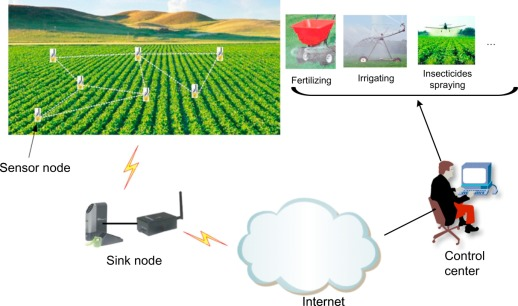 Fertilizing
Irrigating
Insecticides
spraying
...
Sensor node
Sink node
Internet
Control
center